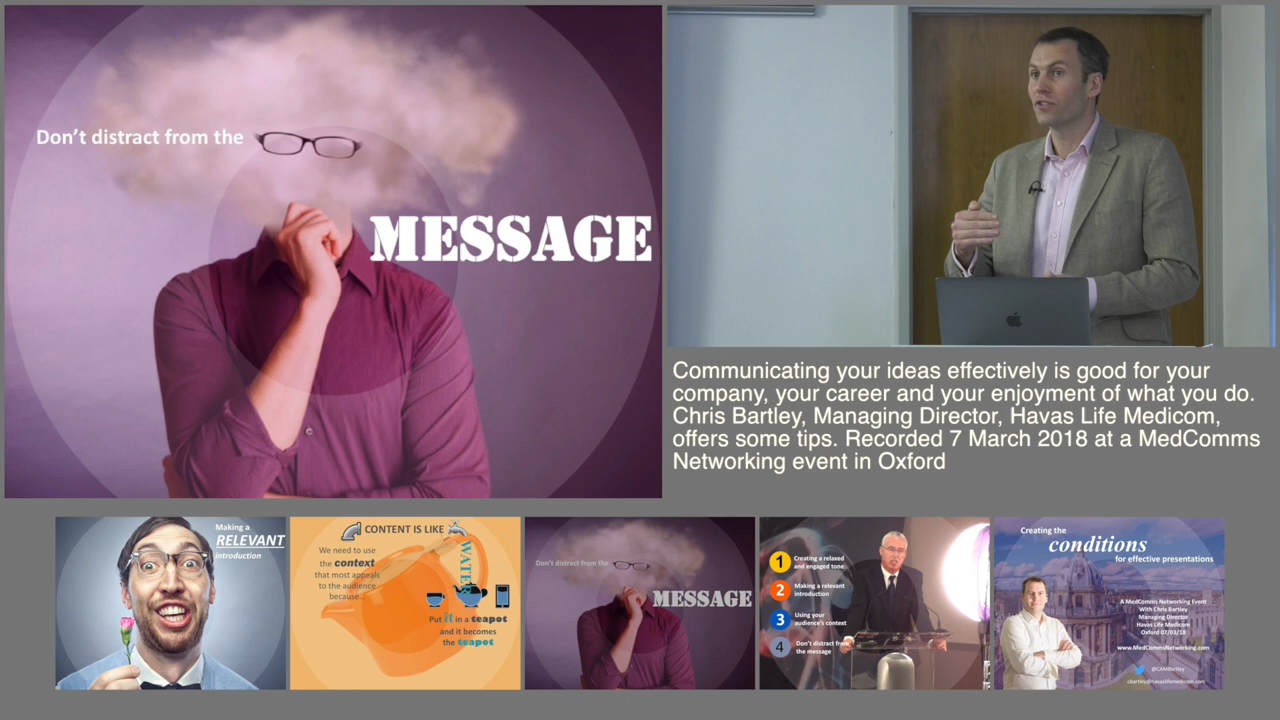 Don't distract from the
MESSAGE
Communicating your ideas effectively is good for your
company, your career and your enjoyment of what you do.
Chris Bartley, Managing Director, Havas Life Medicom,
offers some tips. Recorded 7 March 2018 at a MedComms
Networking event in Oxford
Making a
RELEVANT
introduction
CONTENT IS LIKE
WATER
We need to use
the context
that most appeals
to the audience
because...
Put it in a teapot
and it becomes
the teapot
Don't distract from the
MESSAGE
1 Creating a relaxed
and engaged tone
2 Making a relevant
introduction
3 Using your
audience's context
4 Don't distract from
the message
Creating the
conditions
for effective presentations
A MedComms Networking Event
With Chris Bartley
Managing Director
Havas Life Medicom
Oxford 07/03/18
www.MedCommsNetworking.com
@CAMBartley
cbartley@havaslifemedicom.com